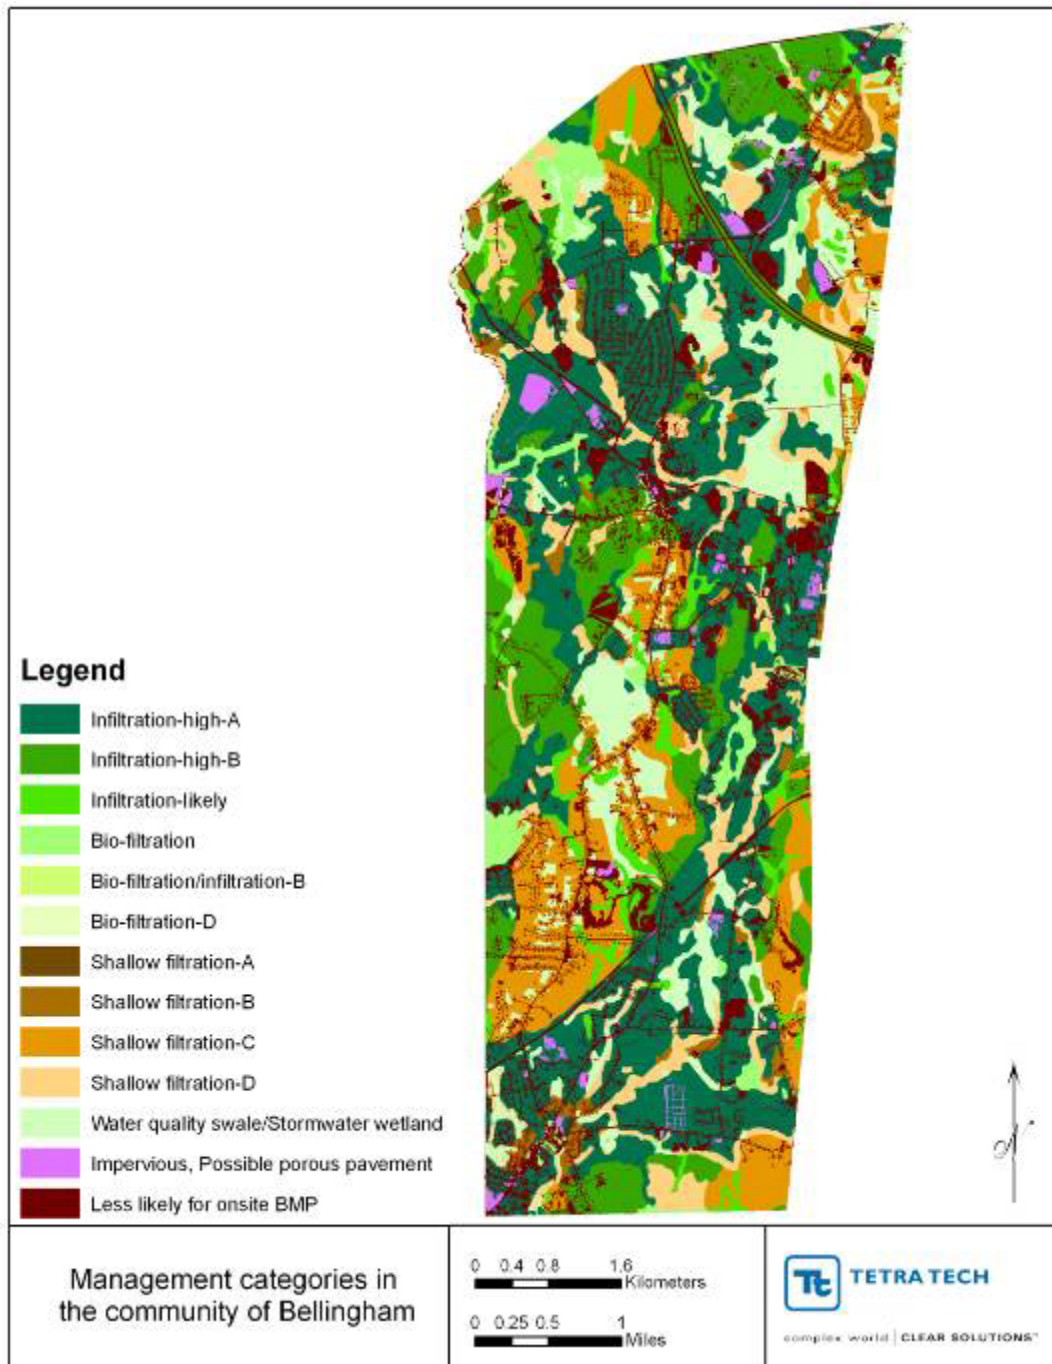 Legend
Infiltration-high-A
Infiltration-high-B
Infiltration-likely
Bio-filtration
Bio-filtration/infiltration-B
Bio-filtration-D
Shallow filtration-A
Shallow filtration-B
Shallow filtration-C
Shallow filtration-D
Water quality swale/Stormwater wetland
Impervious, Possible porous pavement
Less likely for onsite BMP
N
Management categories in
the community of Bellingham
0 0.4 0.8 1.6
Kilometers
0 0.25 0.5 1
Miles
Tt TETRA TECH
complex world | CLEAR SOLUTIONS™